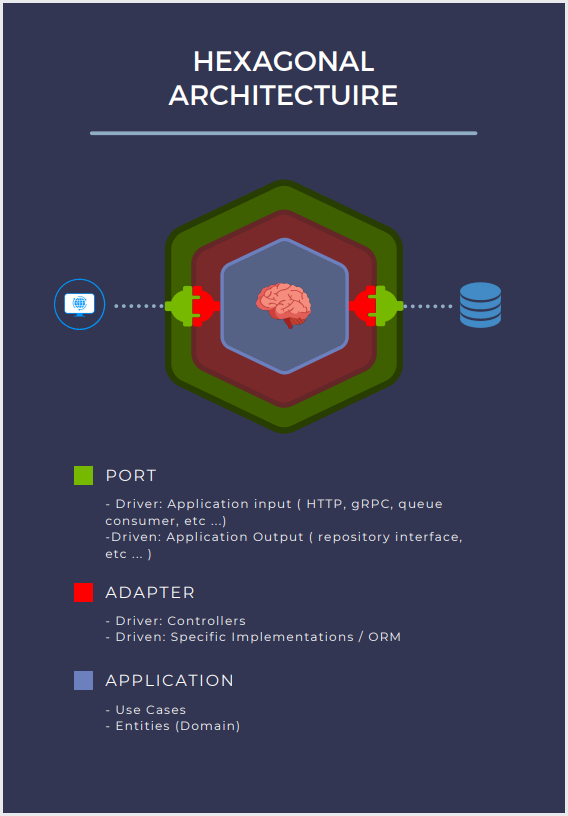 HEXAGONAL
ARCHITECTUIRE
PORT
- Driver: Application input ( HTTP, gRPC, queue
consumer, etc ...)
-Driven: Application Output ( repository interface,
etc ... )
ADAPTER
- Driver: Controllers
- Driven: Specific Implementations / ORM
APPLICATION
- Use Cases
- Entities (Domain)